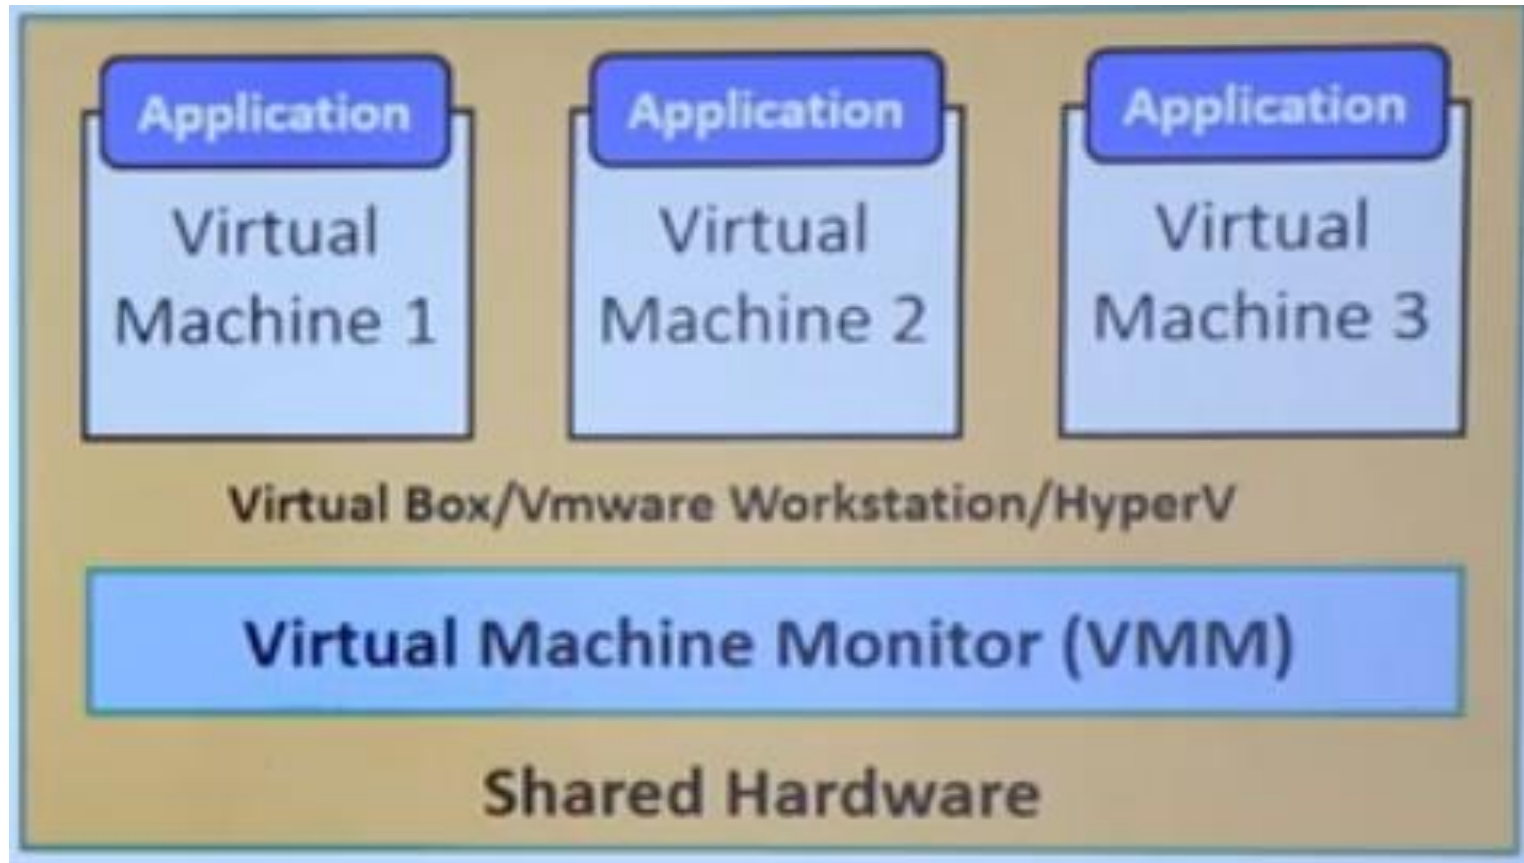 Application
Virtual
Machine 1
Application
Virtual
Machine 2
Application
Virtual
Machine 3
Virtual Box/Vmware Workstation/HyperV
Virtual Machine Monitor (VMM)
Shared Hardware